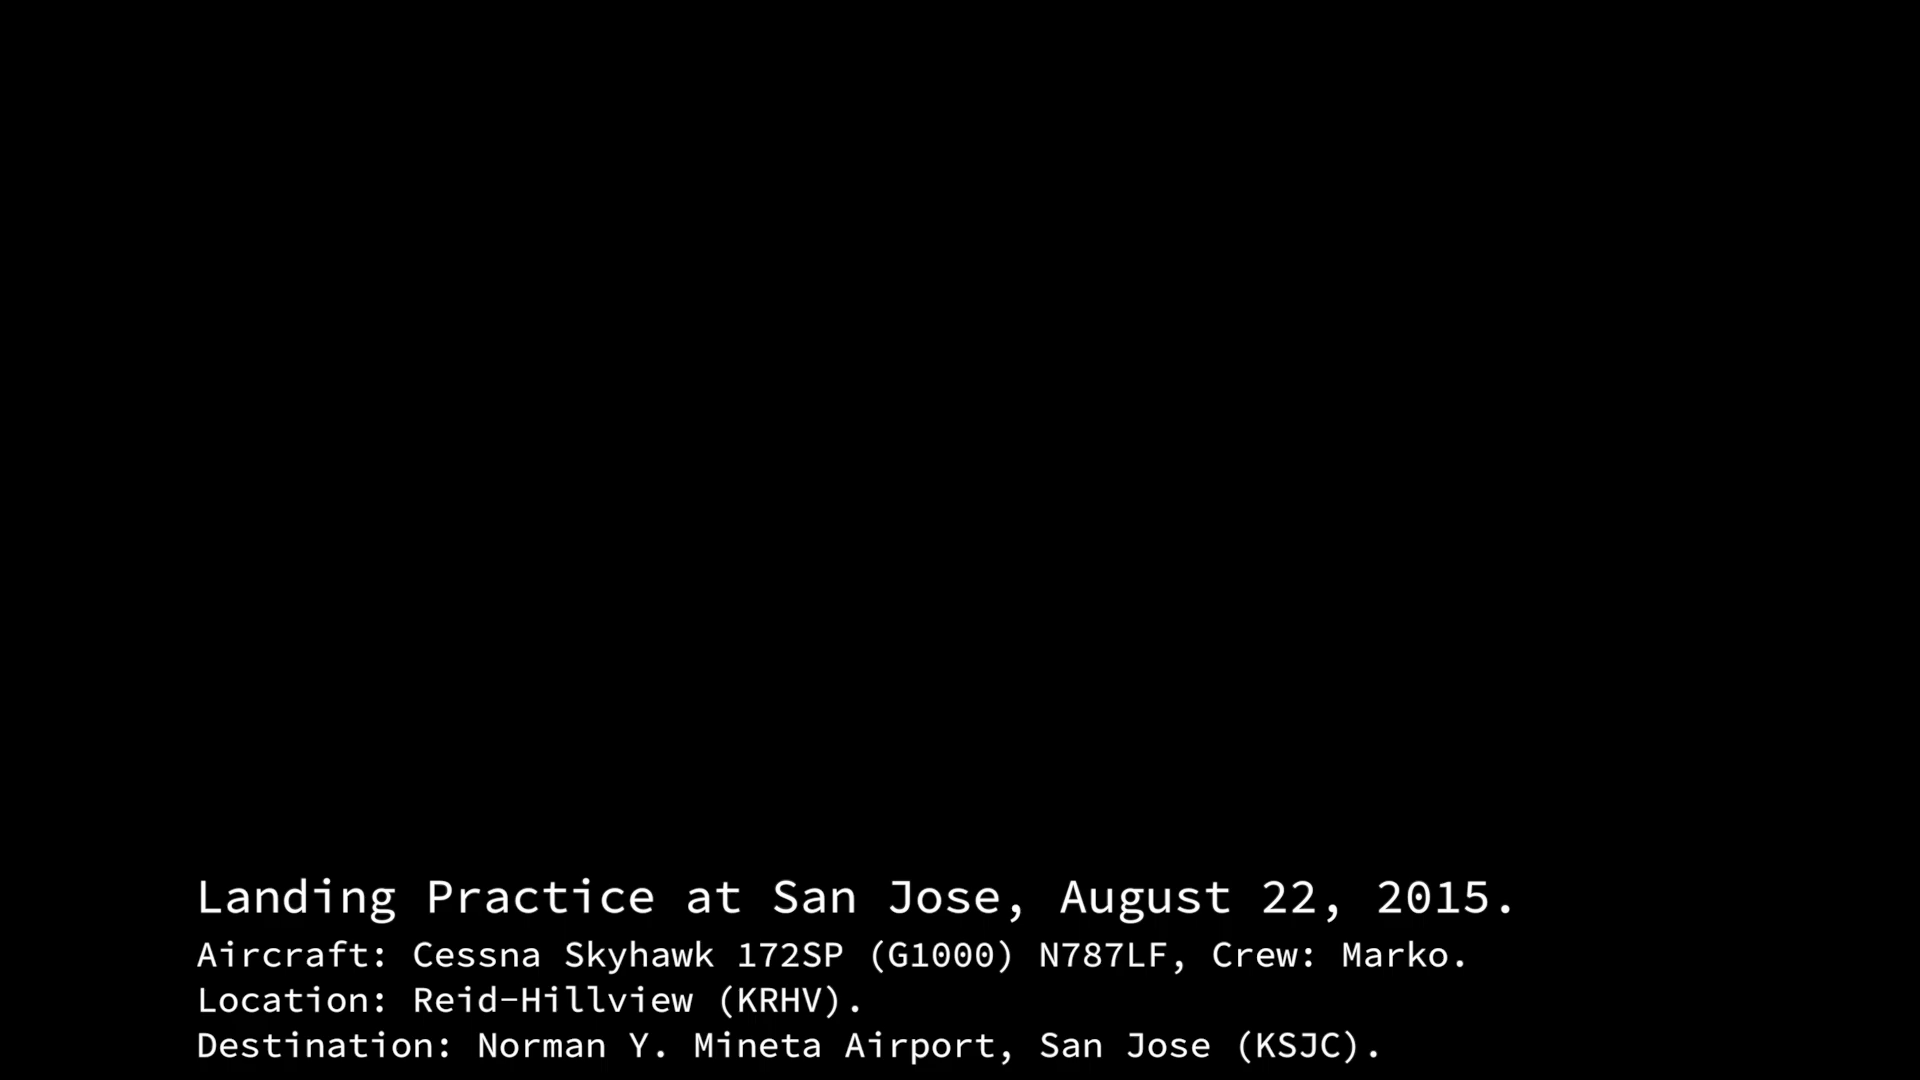 Landing Practice at San Jose, August 22, 2015.
Aircraft: Cessna Skyhawk 172SP (G1000) N787LF, Crew: Marko.
Location: Reid-Hillview (KRHV).
Destination: Norman Y. Mineta Airport, San Jose (KSJC).